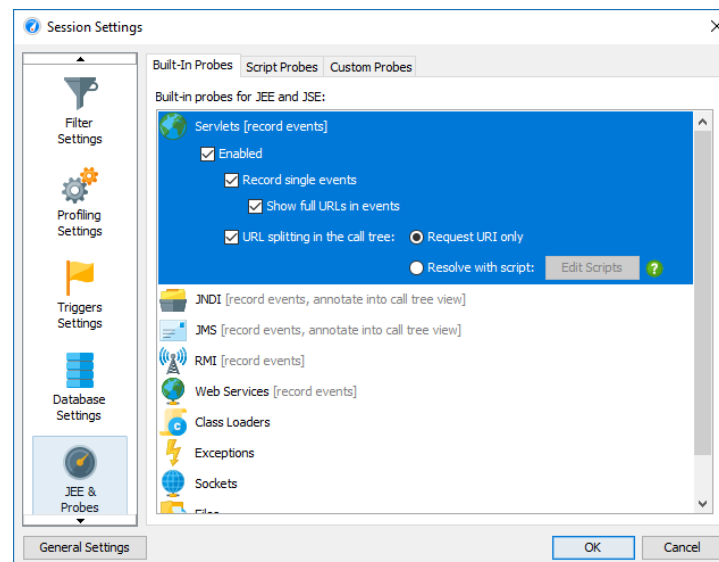 Session Settings
Filter
Settings
Profiling
Settings
Triggers
Settings
Database
Settings
JEE &
Probes
General Settings
Built-In Probes Script Probes Custom Probes
Built-in probes for JEE and JSE:
Servlets [record events]
Enabled
Record single events
Show full URLs in events
URL splitting in the call tree: Request URI only
Resolve with script: Edit Scripts ?
JNDI [record events, annotate into call tree view]
JMS [record events, annotate into call tree view]
RMI [record events]
Web Services [record events]
c Class Loaders
Exceptions
Sockets
OK Cancel